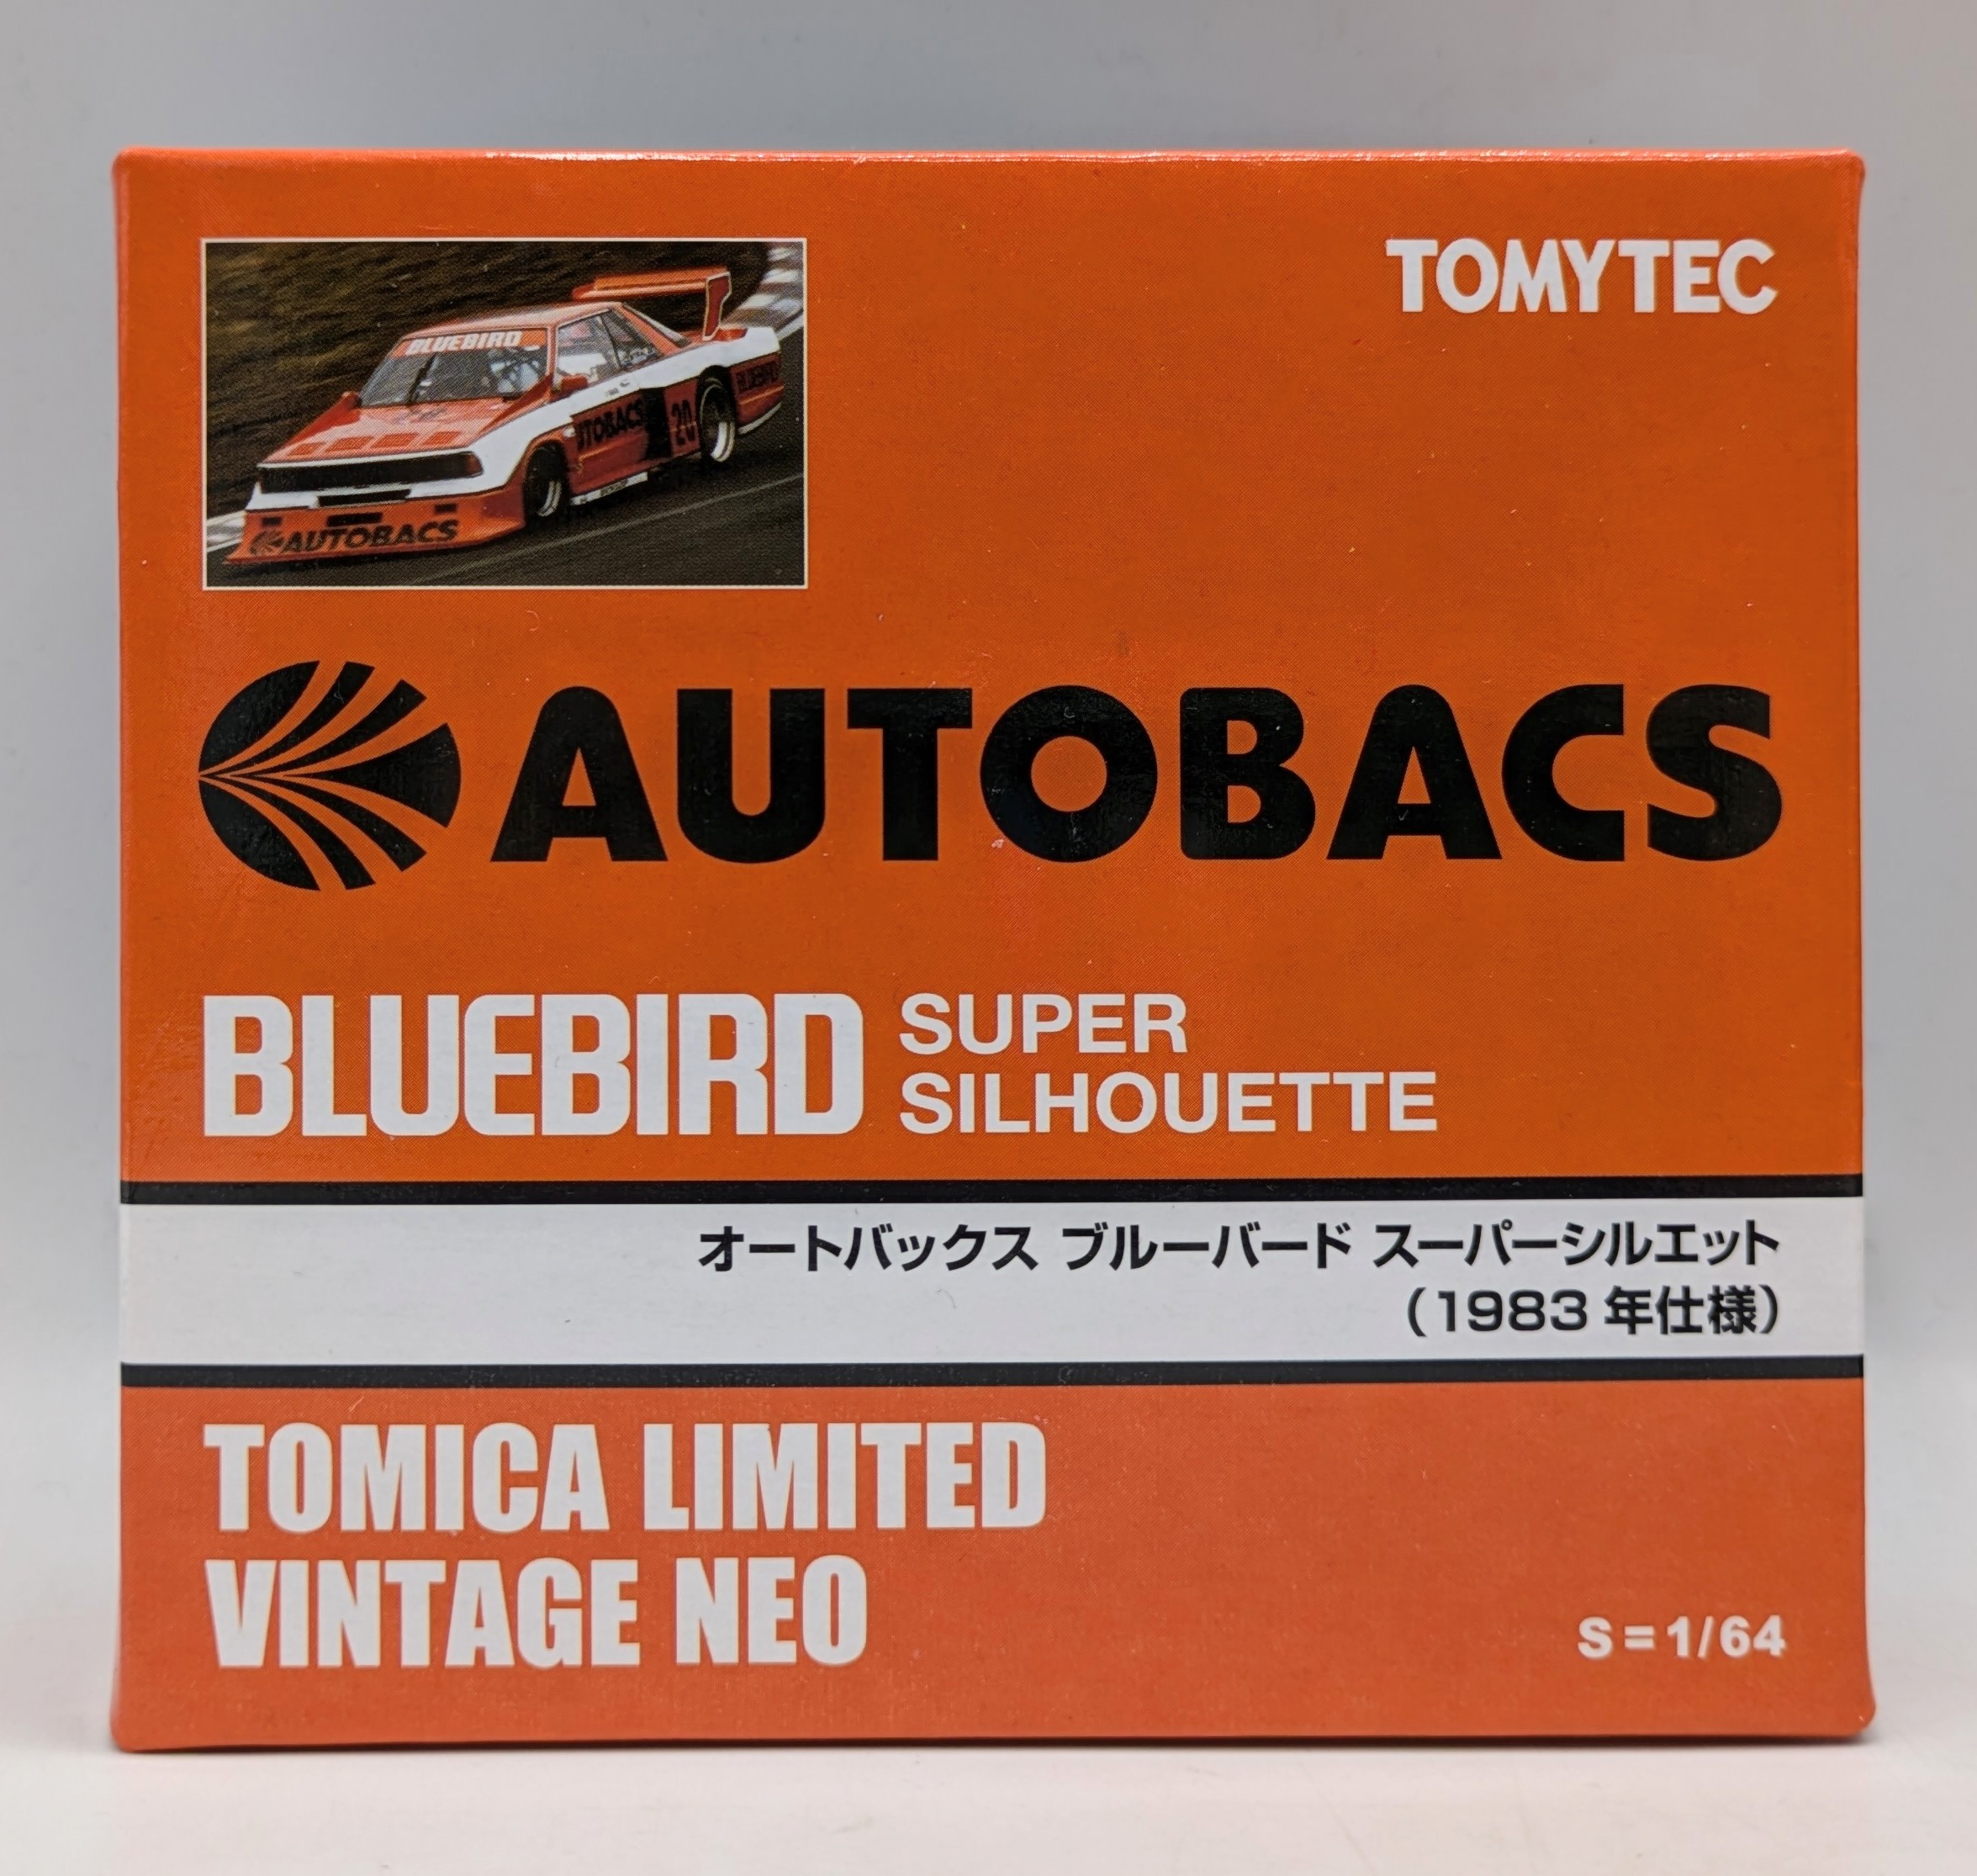 TOMYTEC
BLUEBIRD
AUTOBACS
20
BLUEBIRD
AUTOBACS
AUTOBACS
BLUEBIRD SUPER
SILHOUETTE
オートバックス ブルーバード スーパーシルエット
(1983 年仕様)
TOMICA LIMITED
VINTAGE NEO
S=1/64